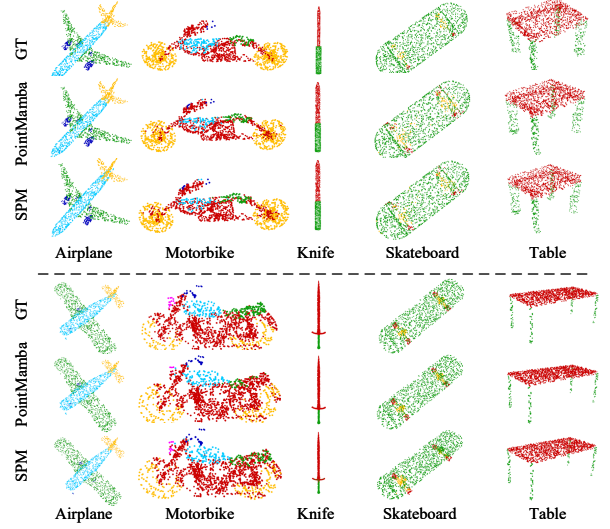 GT
PointMamba
SPM
Airplane Motorbike Knife Skateboard Table
GT
PointMamba
SPM
Airplane Motorbike Knife Skateboard Table